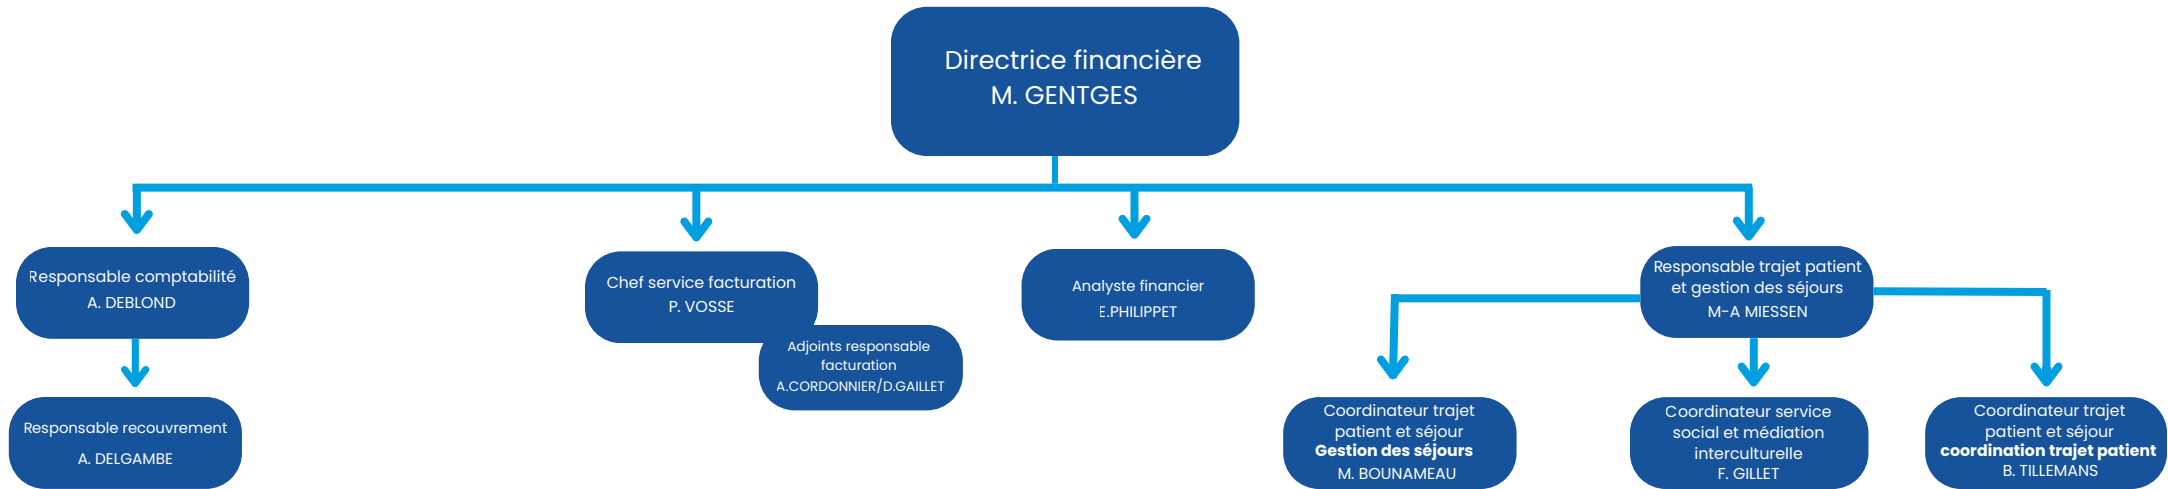 Directrice financière
M. GENTGES
Responsable comptabilité
A. DEBLOND
Chef service facturation
P. VOSSE
Adjoints responsable
facturation
A.CORDONNIER/D.GAILLET
Analyste financier
E.PHILIPPET
Responsable trajet patient
et gestion des séjours
M-A MIESSEN
Responsable recouvrement
A. DELGAMBE
Coordinateur trajet
patient et séjour
Gestion des séjours
M. BOUNAMEAU
Coordinateur service
social et médiation
interculturelle
F. GILLET
Coordinateur trajet
patient et séjour
coordination trajet patient
B. TILLEMANS